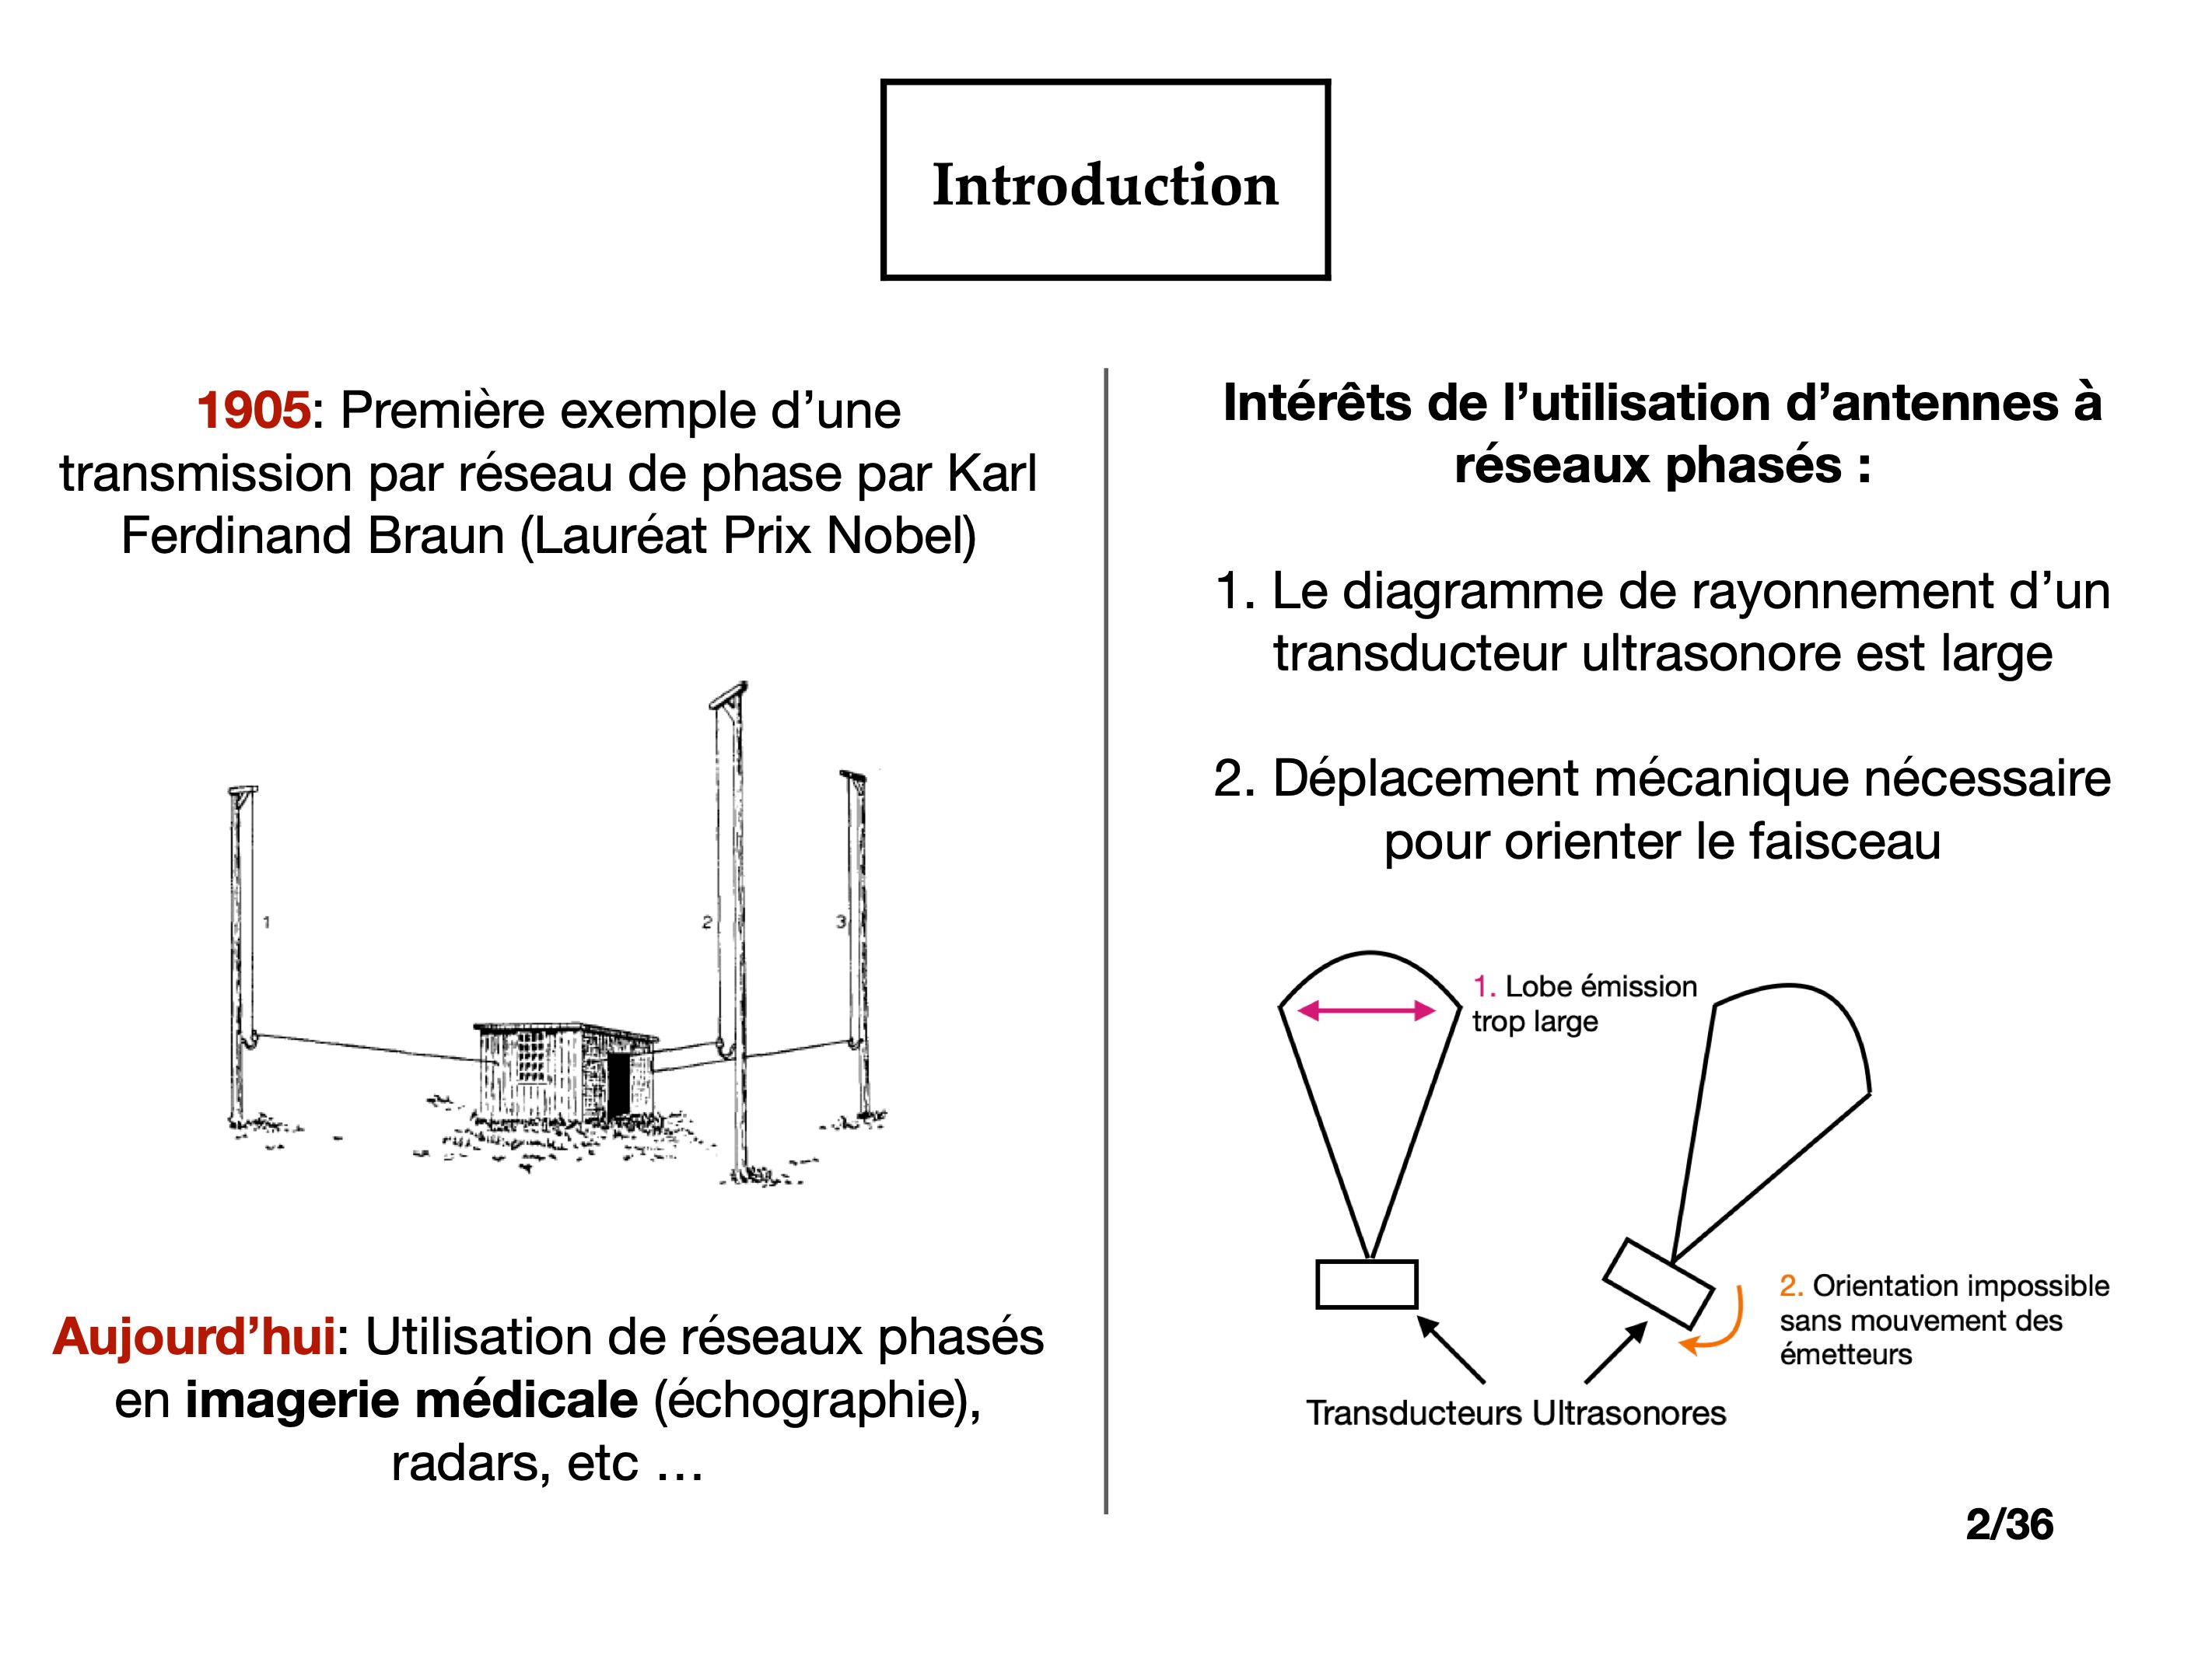 Introduction
1905: Première exemple d’une
transmission par réseau de phase par Karl
Ferdinand Braun (Lauréat Prix Nobel)
1
2
3
Aujourd’hui: Utilisation de réseaux phasés
en imagerie médicale (échographie),
radars, etc …
Intérêts de l’utilisation d’antennes à
réseaux phasés :
1. Le diagramme de rayonnement d’un
transducteur ultrasonore est large
2. Déplacement mécanique nécessaire
pour orienter le faisceau
1. Lobe émission
trop large
2. Orientation impossible
sans mouvement des
émetteurs
Transducteurs Ultrasonores
2/36